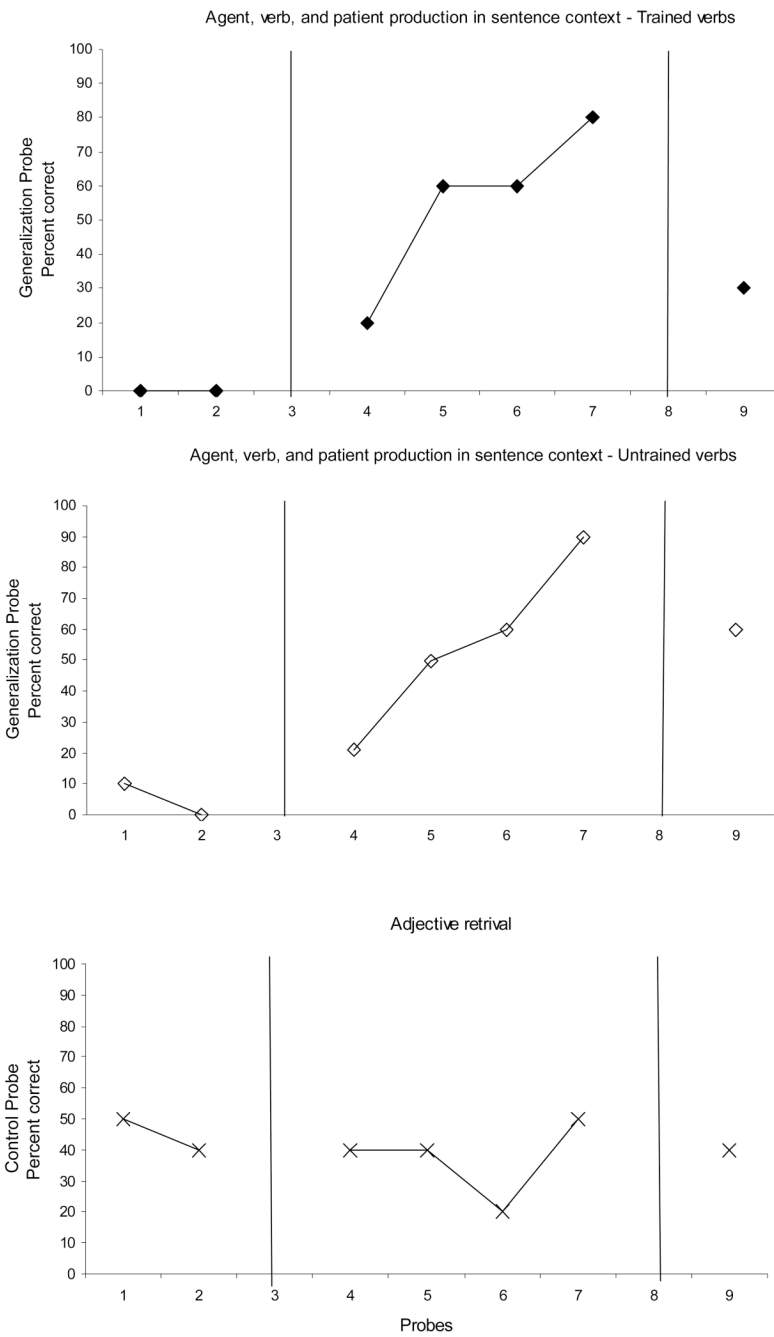 Agent, verb, and patient production in sentence context - Trained verbs
100
90
80
70
60
50
40
30
20
10
0
Generalization Probe
Percent correct
1 2 3 4 5 6 7 8 9
Agent, verb, and patient production in sentence context - Untrained verbs
100
90
80
70
60
50
40
30
20
10
0
Generalization Probe
Percent correct
1 2 3 4 5 6 7 8 9
Adjective retrival
100
90
80
70
60
50
40
30
20
10
0
Control Probe
Percent correct
1 2 3 4 5 6 7 8 9
Probes